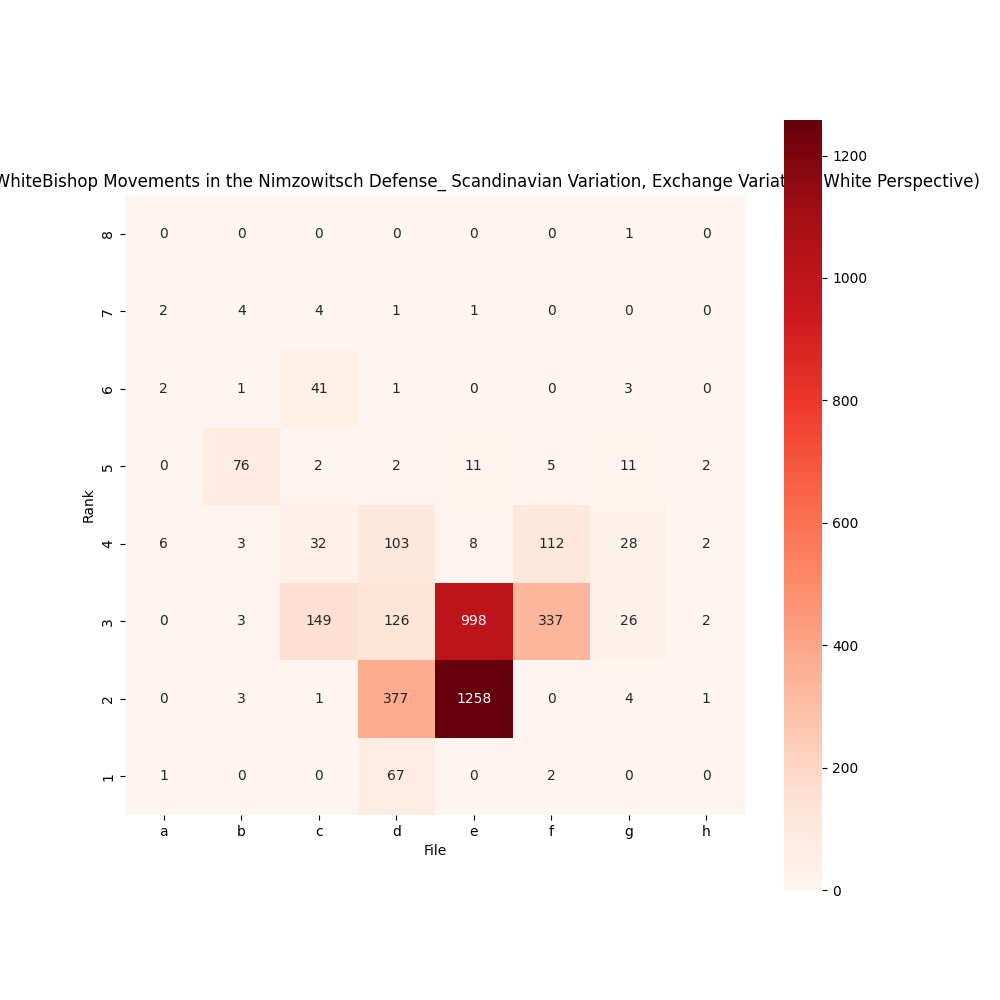 WhiteBishop Movements in the Nimzowitsch Defense_ Scandinavian Variation, Exchange Variat White Perspective)
8 0 0 0 0 0 0 1 0
7 2 4 4 1 1 0 0 0
6 2 1 41 1 0 0 3 0
5 0 76 2 2 11 5 11 2
4 6 3 32 103 8 112 28 2
3 0 3 149 126 998 337 26 2
2 0 3 1 377 1258 0 4 1
1 1 0 0 67 0 2 0 0
a b c d e f g h
File
Rank
1200
1000
800
600
400
200
0